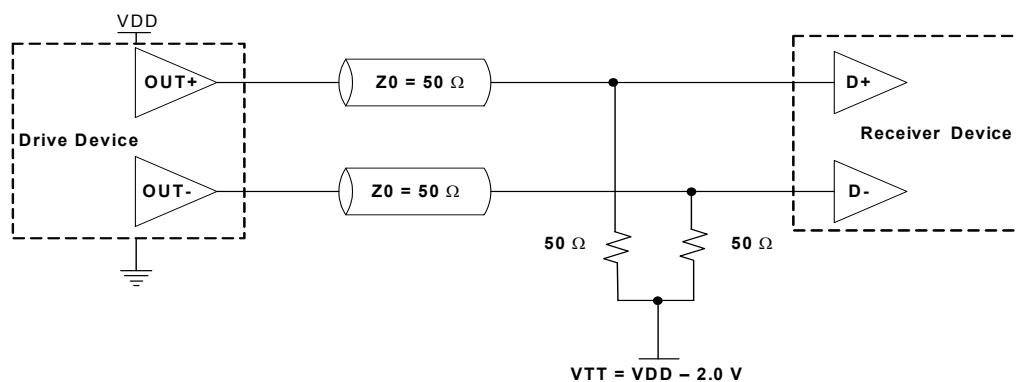 VDD
OUT+
Z0 = 50 Ω
D+
Drive Device
Receiver Device
OUT-
Z0 = 50 Ω
D-
50 Ω
50 Ω
VTT = VDD – 2.0 V